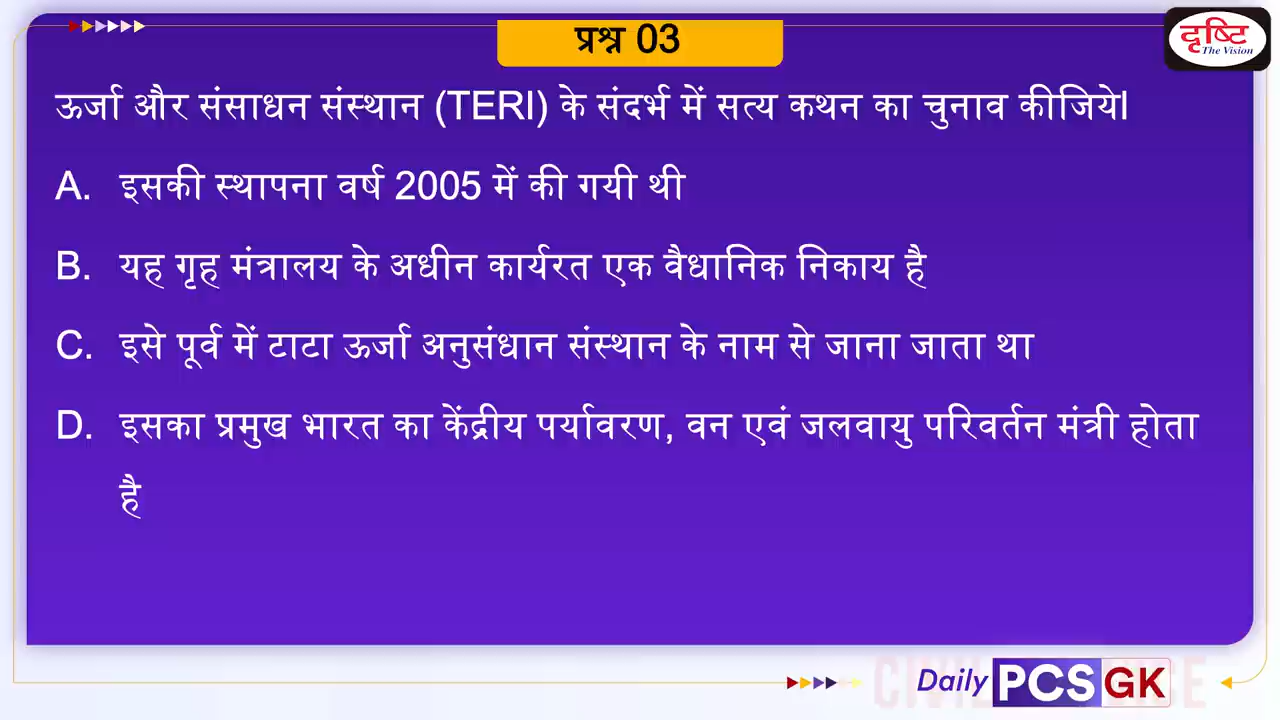 प्रश्न 03
दृष्टि
The Vision
ऊर्जा और संसाधन संस्थान (TERI) के संदर्भ में सत्य कथन का चुनाव कीजिये।
A. इसकी स्थापना वर्ष 2005 में की गयी थी
B. यह गृह मंत्रालय के अधीन कार्यरत एक वैधानिक निकाय है
C. इसे पूर्व में टाटा ऊर्जा अनुसंधान संस्थान के नाम से जाना जाता था
D. इसका प्रमुख भारत का केंद्रीय पर्यावरण, वन एवं जलवायु परिवर्तन मंत्री होता
है
Daily PCS GK